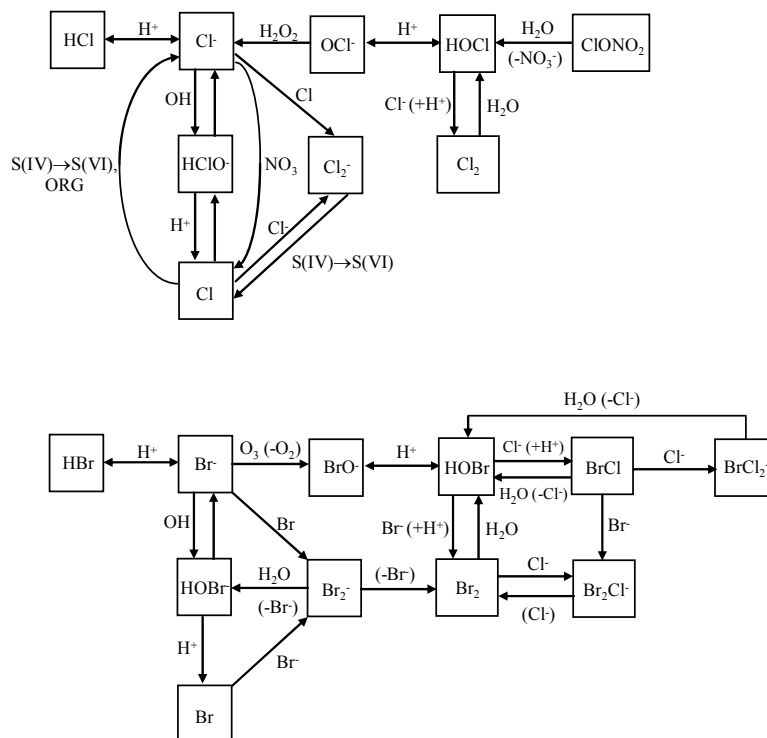 HCl H⁺ Cl⁻ H₂O₂ OCl⁻ H⁺ HOCl H₂O (-NO₃⁻) ClONO₂
OH Cl Cl⁻ (+H⁺) H₂O
S(IV)→S(VI), ORG HClO⁻ NO₃ Cl₂⁻ Cl₂
H⁺ Cl⁻
Cl S(IV)→S(VI)
H₂O (-Cl⁻)
HBr H⁺ Br⁻ O₃ (-O₂) BrO⁻ H⁺ HOBr Cl⁻ (+H⁺) H₂O (-Cl⁻) BrCl Cl⁻ BrCl₂⁻
OH Br Br⁻ (+H⁺) H₂O Br⁻
HOBr⁻ H₂O (-Br⁻) Br₂⁻ (-Br⁻) Br₂ Cl⁻ (Cl⁻) Br₂Cl⁻
H⁺ Br⁻
Br